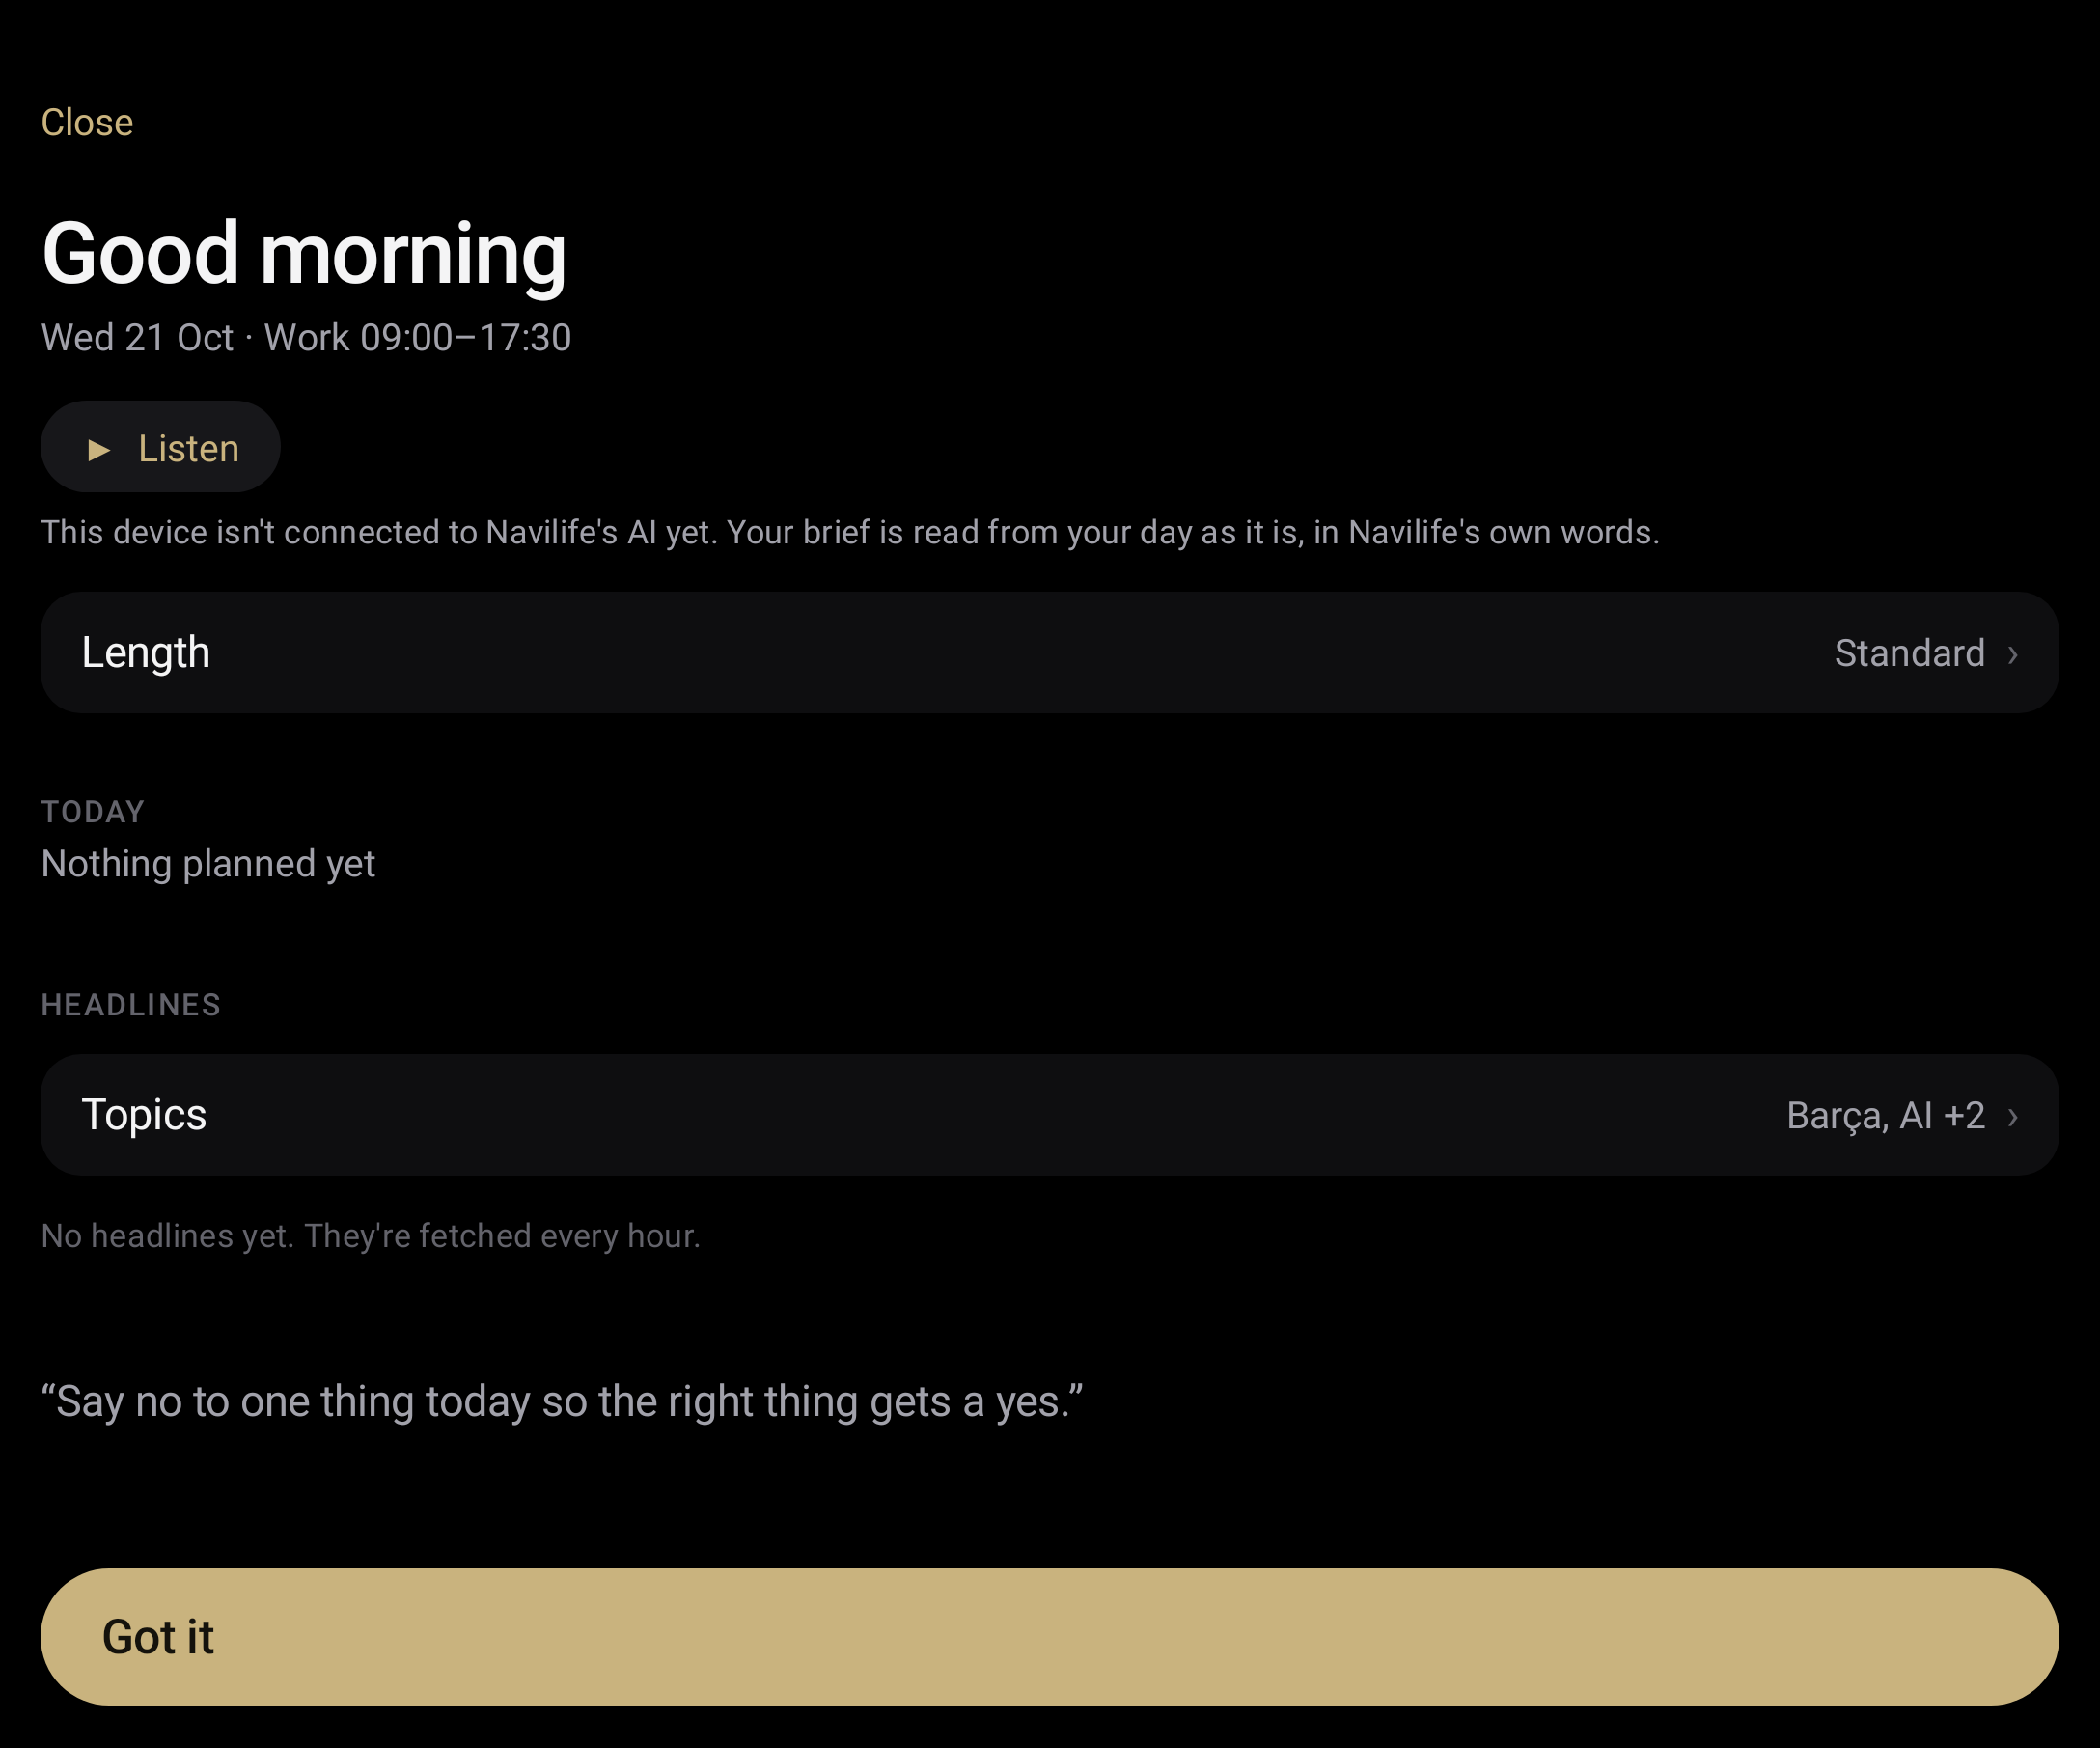 Close
Good morning
Wed 21 Oct · Work 09:00–17:30
► Listen
This device isn't connected to Navilife's AI yet. Your brief is read from your day as it is, in Navilife's own words.
Length Standard ›
TODAY
Nothing planned yet
HEADLINES
Topics Barça, AI +2 ›
No headlines yet. They're fetched every hour.
“Say no to one thing today so the right thing gets a yes.”
Got it